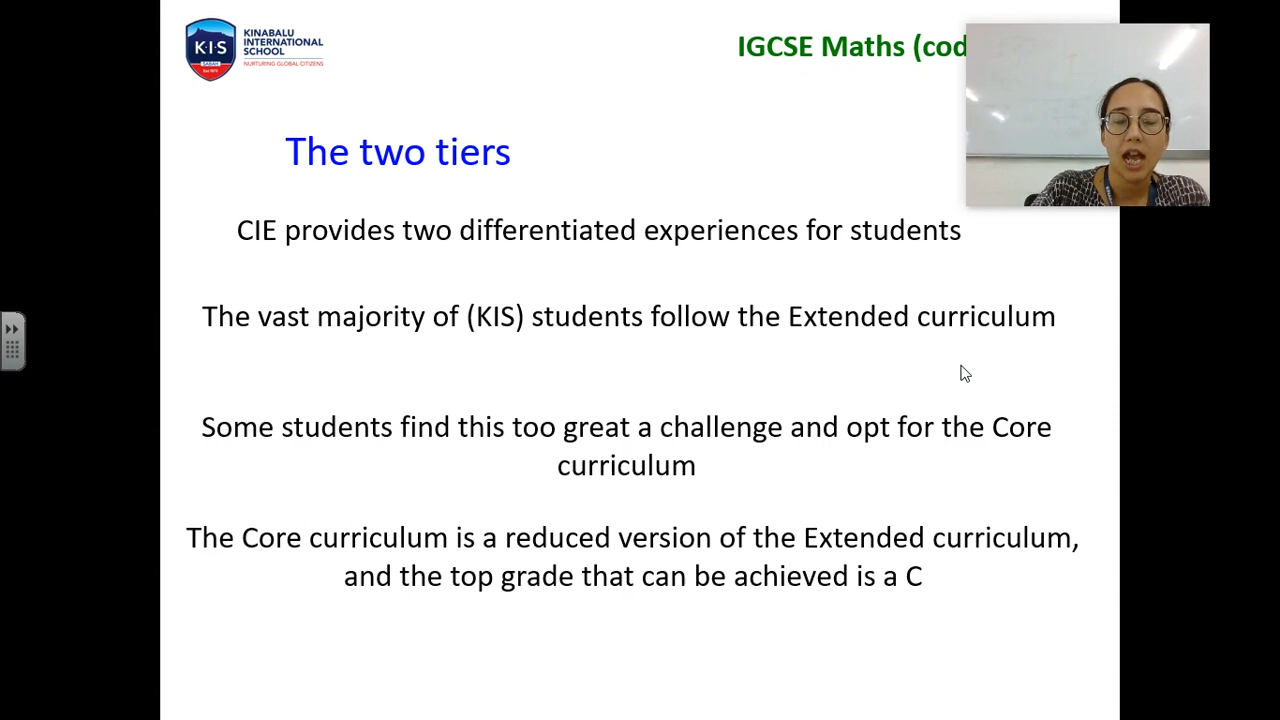 K·I·S
SABAH
Est 1973
KINABALU
INTERNATIONAL
SCHOOL
NURTURING GLOBAL CITIZENS
IGCSE Maths (cod
The two tiers
CIE provides two differentiated experiences for students
The vast majority of (KIS) students follow the Extended curriculum
Some students find this too great a challenge and opt for the Core
curriculum
The Core curriculum is a reduced version of the Extended curriculum,
and the top grade that can be achieved is a C